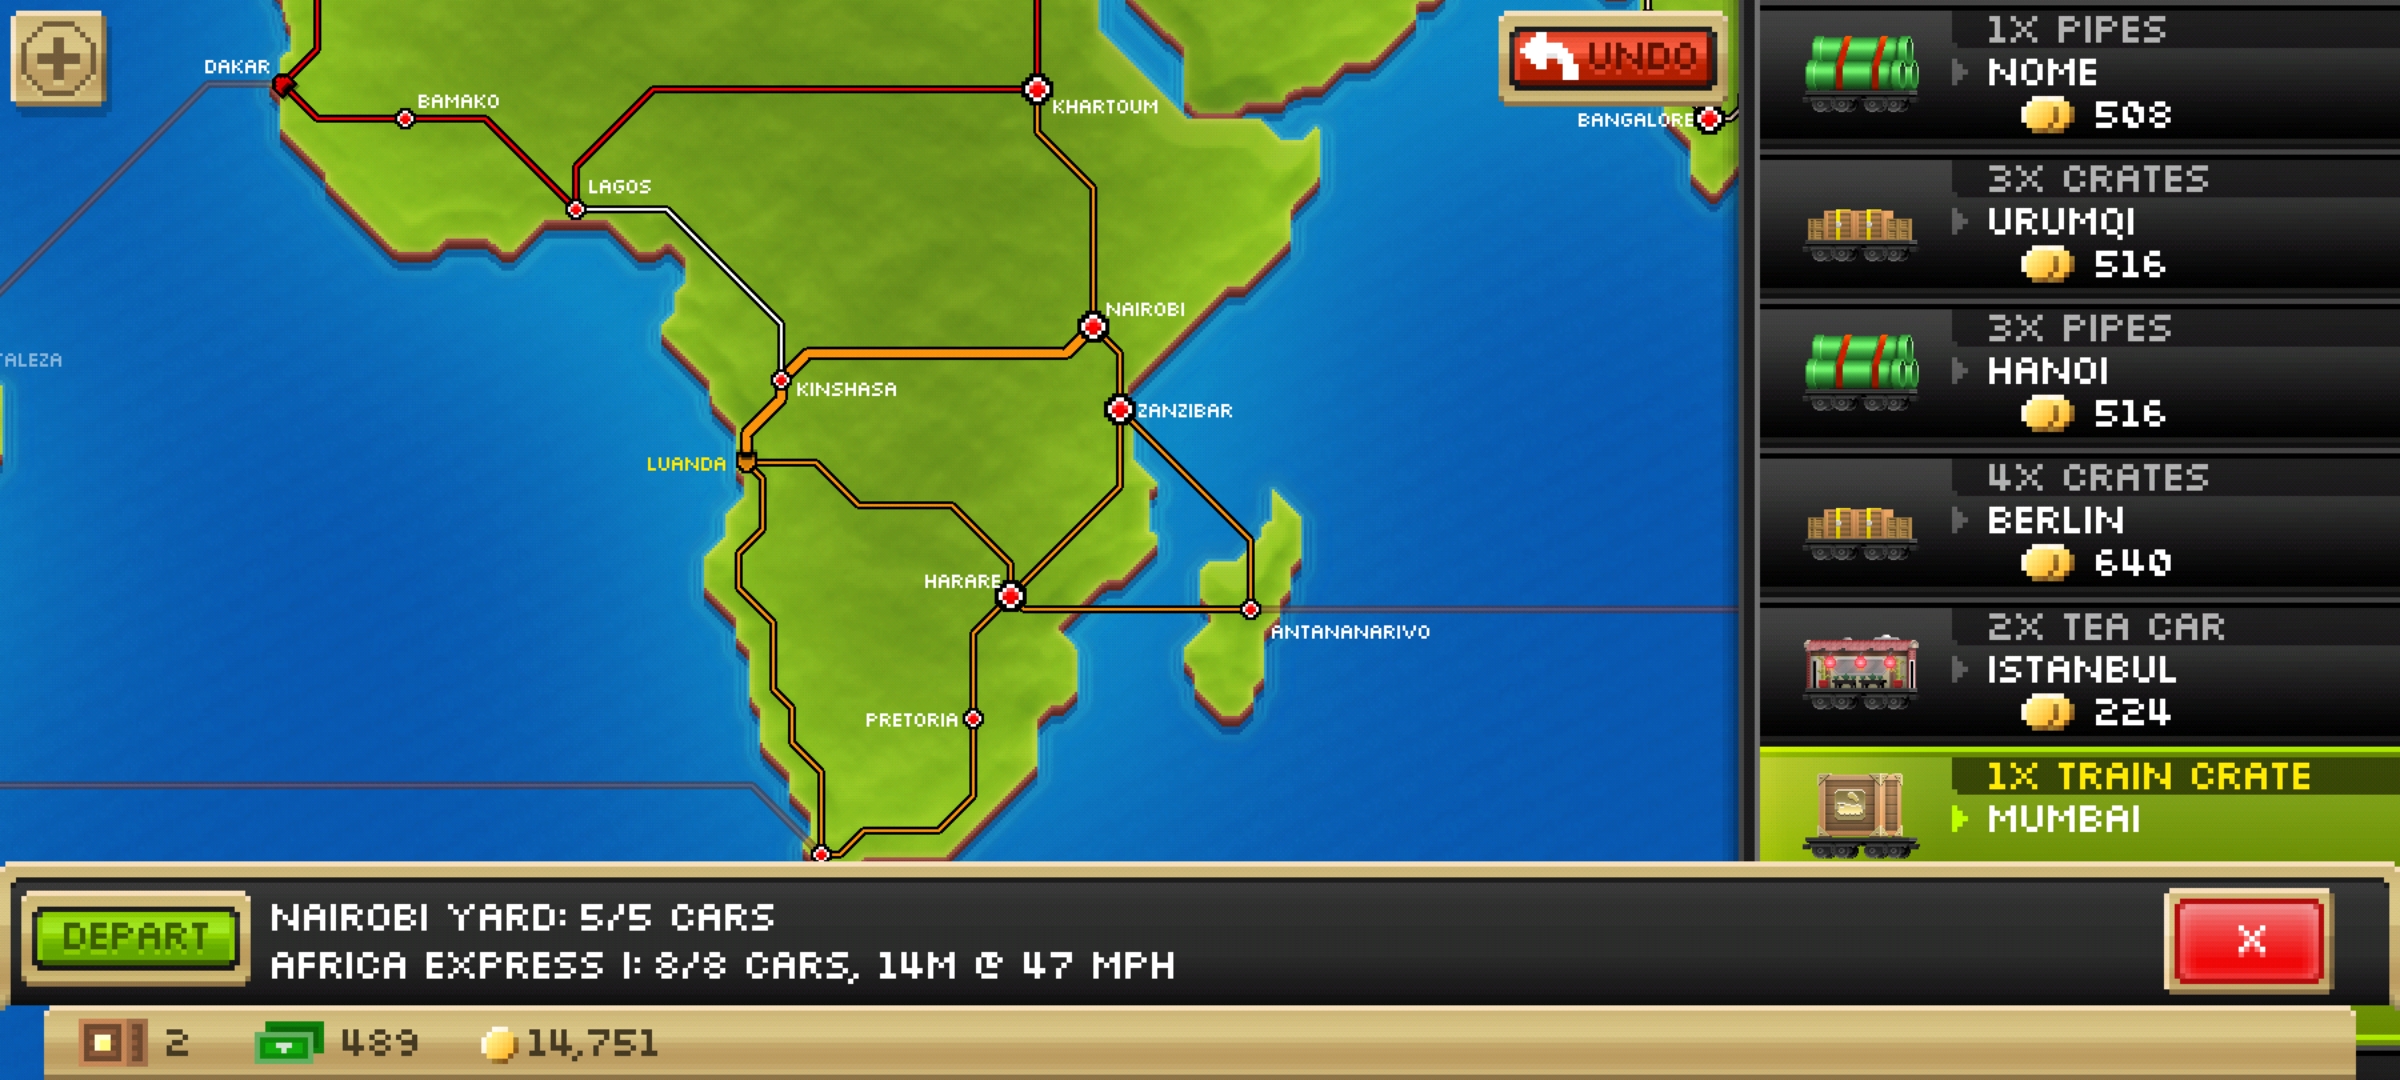 DAKAR
BAMAKO
LAGOS
KHARTOUM
UNDO
BANGALORE
NAIROBI
TALEZA
KINSHASA
ZANZIBAR
LUANDA
HARARE
ANTANANARIVO
PRETORIA
1X PIPES
NOME
508
3X CRATES
URUMQI
516
3X PIPES
HANOI
516
4X CRATES
BERLIN
640
2X TEA CAR
ISTANBUL
224
1X TRAIN CRATE
MUMBAI
DEPART
NAIROBI YARD: 5/5 CARS
AFRICA EXPRESS I: 8/8 CARS, 14M @ 47 MPH
X
2
489
14,751